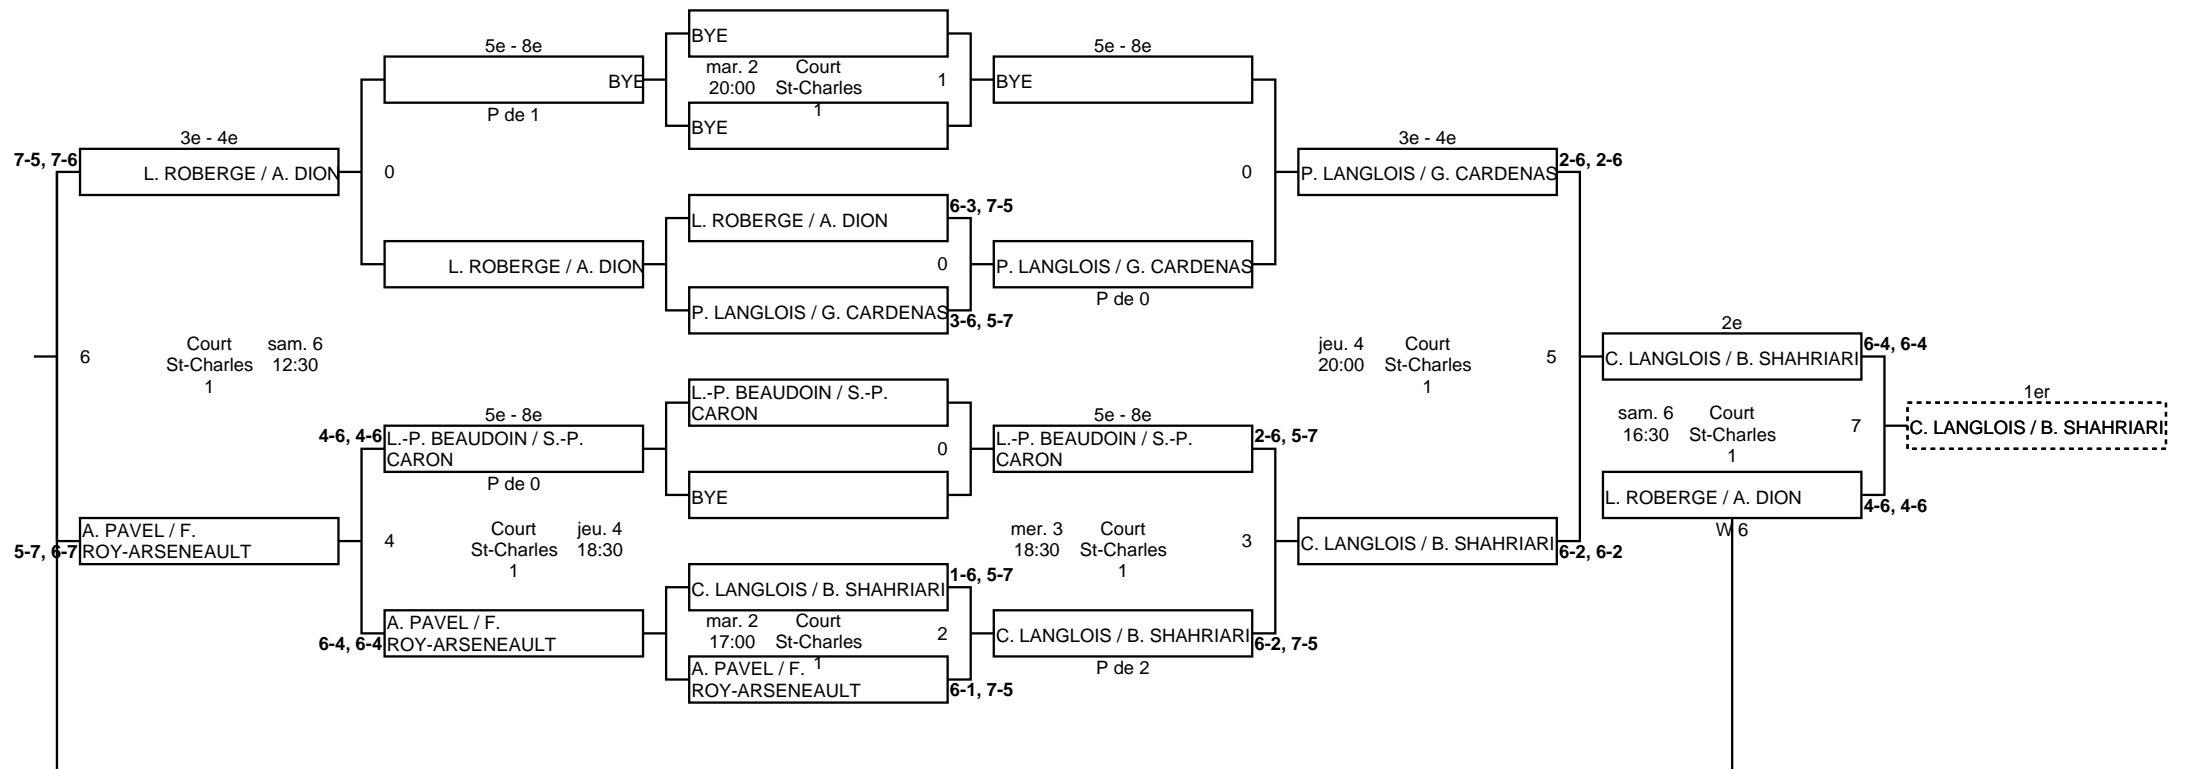 BYE
5e - 8e
5e - 8e
mar. 2 Court
BYE
20:00 St-Charles 1
BYE
1
P de 1
BYE
3e - 4e
3e - 4e
7-5, 7-6
2-6, 2-6
L. ROBERGE / A. DION
0
0
P. LANGLOIS / G. CARDENAS
6-3, 7-5
L. ROBERGE / A. DION
L. ROBERGE / A. DION
0
P. LANGLOIS / G. CARDENAS
P de 0
P. LANGLOIS / G. CARDENAS
3-6, 5-7
2e
6
Court sam. 6
St-Charles 12:30
1
jeu. 4 Court
20:00 St-Charles
1
5
C. LANGLOIS / B. SHAHRIARI
6-4, 6-4
L.-P. BEAUDOIN / S.-P.
CARON
1er
5e - 8e
5e - 8e
sam. 6 Court
16:30 St-Charles
1
7
C. LANGLOIS / B. SHAHRIARI
4-6, 4-6
L.-P. BEAUDOIN / S.-P.
CARON
0
L.-P. BEAUDOIN / S.-P.
CARON
2-6, 5-7
P de 0
BYE
L. ROBERGE / A. DION
4-6, 4-6
W 6
A. PAVEL / F.
5-7, 6-7
ROY-ARSENEAULT
4
Court jeu. 4
St-Charles 18:30
1
mer. 3 Court
18:30 St-Charles
1
3
C. LANGLOIS / B. SHAHRIARI
6-2, 6-2
1-6, 5-7
C. LANGLOIS / B. SHAHRIARI
A. PAVEL / F.
6-4, 6-4
ROY-ARSENEAULT
mar. 2 Court
17:00 St-Charles 2
1
C. LANGLOIS / B. SHAHRIARI
6-2, 7-5
P de 2
A. PAVEL / F.
ROY-ARSENEAULT
6-1, 7-5